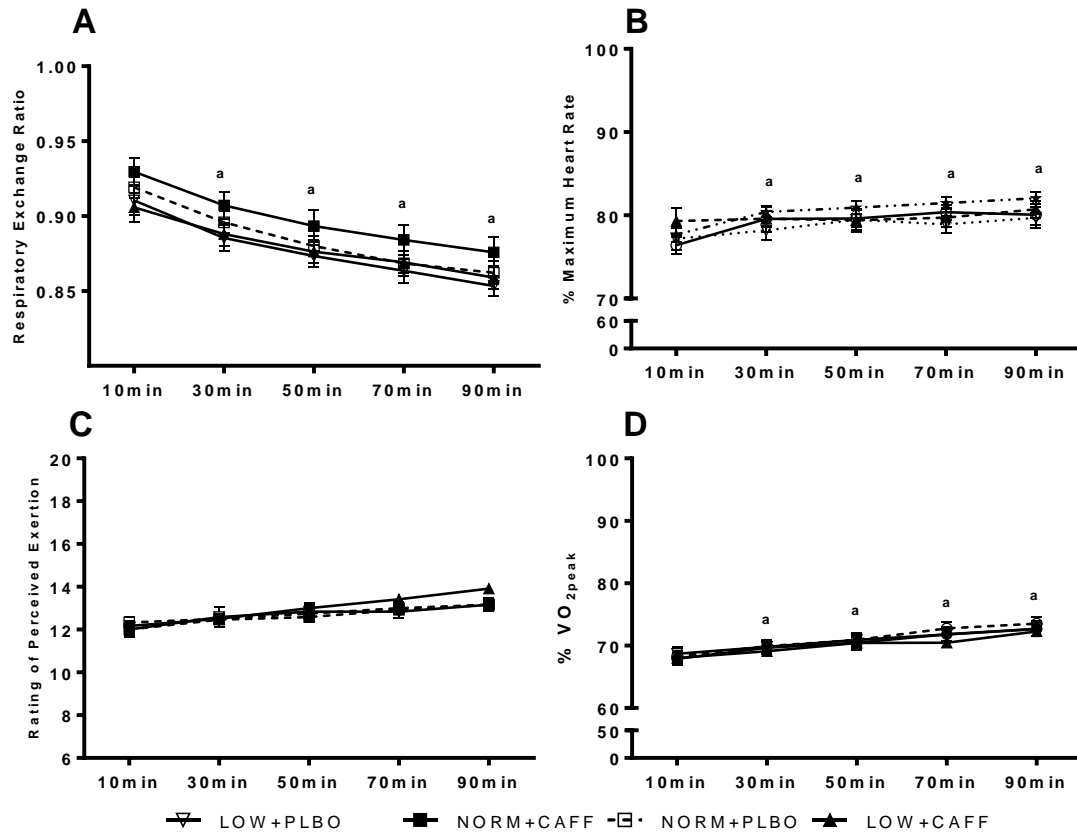 A
Respiratory Exchange Ratio
1.00
0.95
0.90
0.85
a a a a
10min 30min 50min 70min 90min
B
% Maximum Heart Rate
100
90
80
70
60
0
a a a a
10min 30min 50min 70min 90min
C
Rating of Perceived Exertion
20
18
16
14
12
10
8
6
10min 30min 50min 70min 90min
D
% VO2peak
100
90
80
70
60
50
0
a a a a
10min 30min 50min 70min 90min
LOW+PLBO NORM+CAFF NORM+PLBO LOW+CAFF